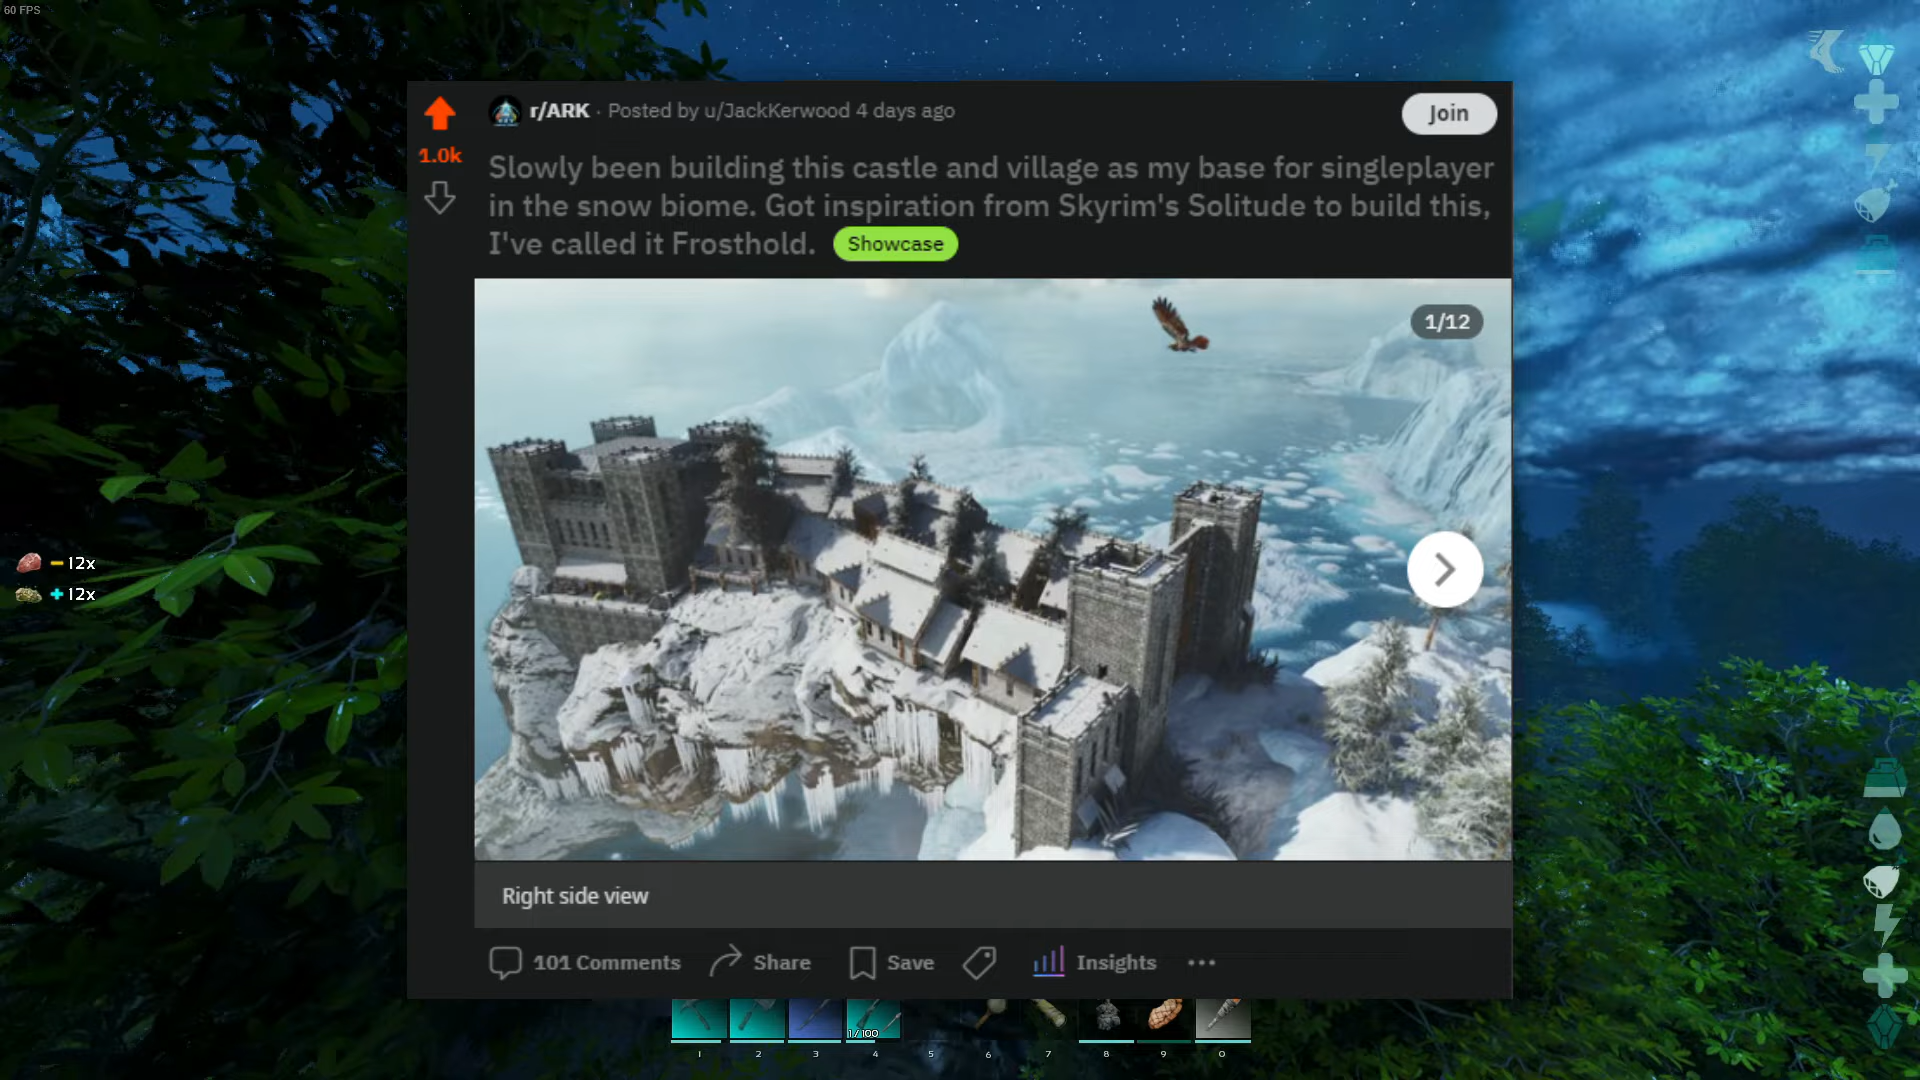 60 FPS
r/ARK · Posted by u/JackKerwood 4 days ago
Join
1.0k
Slowly been building this castle and village as my base for singleplayer
in the snow biome. Got inspiration from Skyrim's Solitude to build this,
I've called it Frosthold. Showcase
1/12
- 12x
+ 12x
Right side view
101 Comments Share Save Insights
1/100
1 2 3 4 5 6 7 8 9 0